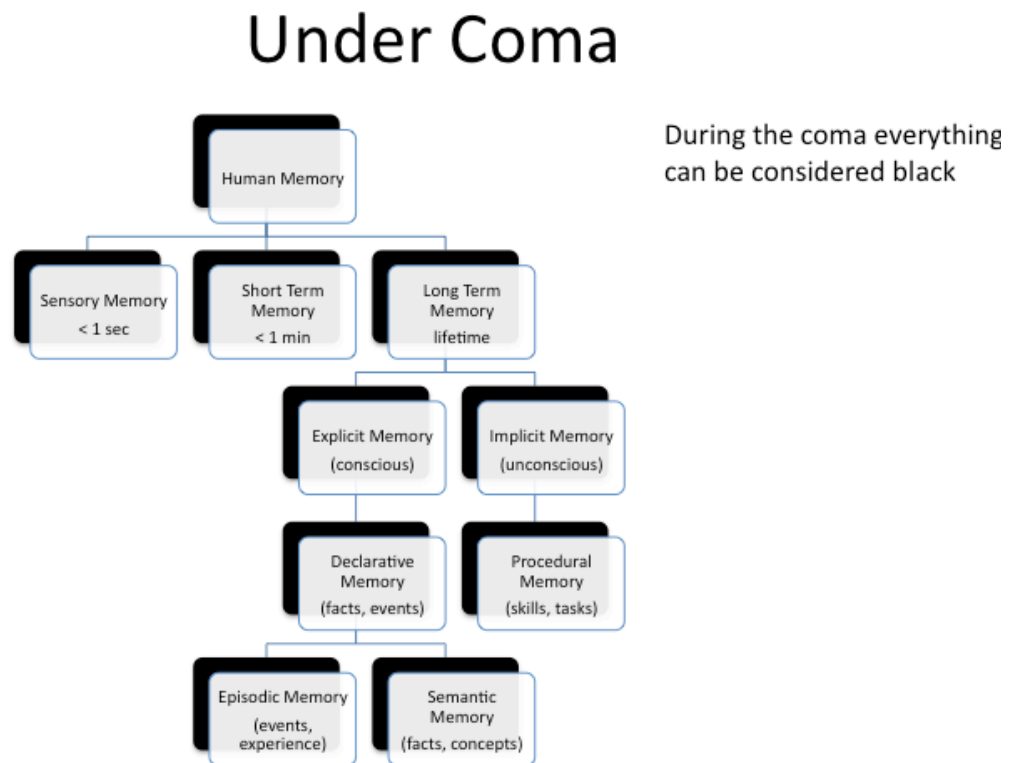 Under Coma
During the coma everything
can be considered black
Human Memory
Sensory Memory
< 1 sec
Short Term
Memory
< 1 min
Long Term
Memory
lifetime
Explicit Memory
(conscious)
Implicit Memory
(unconscious)
Declarative
Memory
(facts, events)
Procedural
Memory
(skills, tasks)
Episodic Memory
(events,
experience)
Semantic
Memory
(facts, concepts)